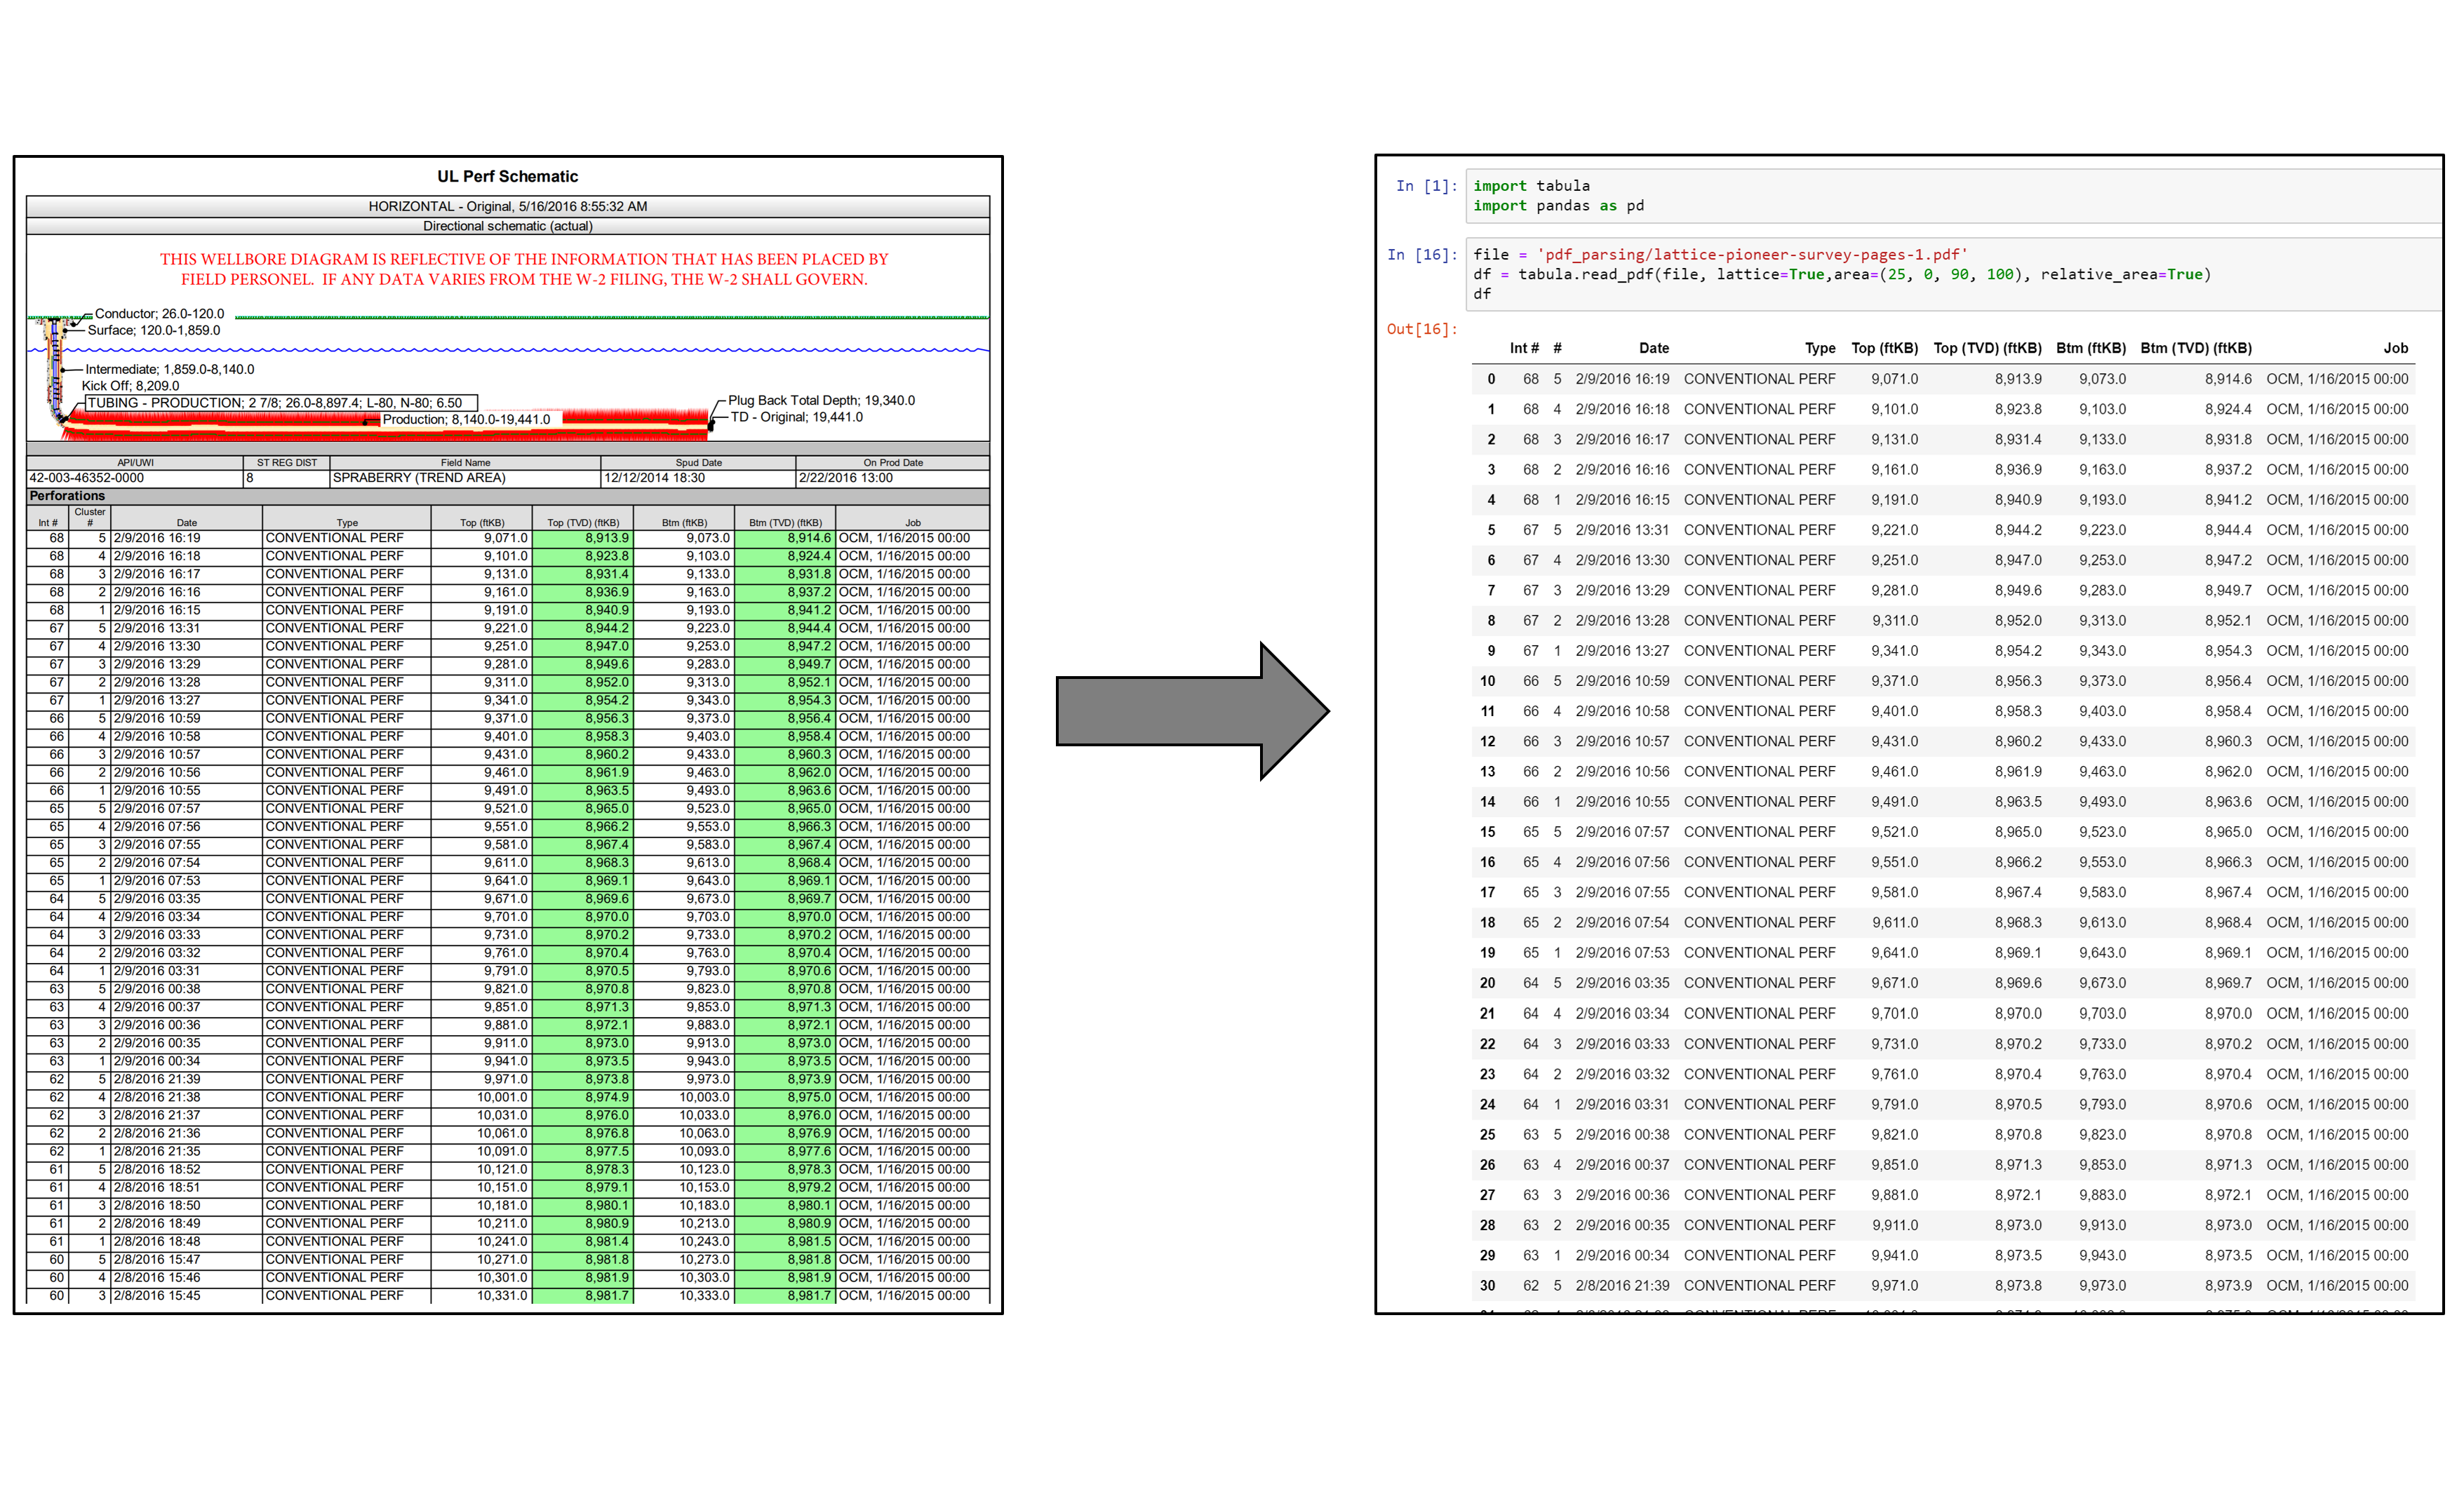 UL Perf Schematic
HORIZONTAL - Original, 5/16/2016 8:55:32 AM
Directional schematic (actual)
THIS WELLBORE DIAGRAM IS REFLECTIVE OF THE INFORMATION THAT HAS BEEN PLACED BY
FIELD PERSONEL. IF ANY DATA VARIES FROM THE W-2 FILING, THE W-2 SHALL GOVERN.
Conductor; 26.0-120.0
Surface; 120.0-1,859.0
Intermediate; 1,859.0-8,140.0
Kick Off; 8,209.0
TUBING - PRODUCTION; 2 7/8; 26.0-8,897.4; L-80, N-80; 6.50
Plug Back Total Depth; 19,340.0
Production; 8,140.0-19,441.0
TD - Original; 19,441.0
API/UWI ST REG DIST Field Name Spud Date On Prod Date
42-003-46352-0000 8 SPRABERRY (TREND AREA) 12/12/2014 18:30 2/22/2016 13:00
Perforations
Int # Cluster # Date Type Top (ftKB) Top (TVD) (ftKB) Btm (ftKB) Btm (TVD) (ftKB) Job
68 5 2/9/2016 16:19 CONVENTIONAL PERF 9,071.0 8,913.9 9,073.0 8,914.6 OCM, 1/16/2015 00:00
68 4 2/9/2016 16:18 CONVENTIONAL PERF 9,101.0 8,923.8 9,103.0 8,924.4 OCM, 1/16/2015 00:00
68 3 2/9/2016 16:17 CONVENTIONAL PERF 9,131.0 8,931.4 9,133.0 8,931.8 OCM, 1/16/2015 00:00
68 2 2/9/2016 16:16 CONVENTIONAL PERF 9,161.0 8,936.9 9,163.0 8,937.2 OCM, 1/16/2015 00:00
68 1 2/9/2016 16:15 CONVENTIONAL PERF 9,191.0 8,940.9 9,193.0 8,941.2 OCM, 1/16/2015 00:00
67 5 2/9/2016 13:31 CONVENTIONAL PERF 9,221.0 8,944.2 9,223.0 8,944.4 OCM, 1/16/2015 00:00
67 4 2/9/2016 13:30 CONVENTIONAL PERF 9,251.0 8,947.0 9,253.0 8,947.2 OCM, 1/16/2015 00:00
67 3 2/9/2016 13:29 CONVENTIONAL PERF 9,281.0 8,949.6 9,283.0 8,949.7 OCM, 1/16/2015 00:00
67 2 2/9/2016 13:28 CONVENTIONAL PERF 9,311.0 8,952.0 9,313.0 8,952.1 OCM, 1/16/2015 00:00
67 1 2/9/2016 13:27 CONVENTIONAL PERF 9,341.0 8,954.2 9,343.0 8,954.3 OCM, 1/16/2015 00:00
66 5 2/9/2016 10:59 CONVENTIONAL PERF 9,371.0 8,956.3 9,373.0 8,956.4 OCM, 1/16/2015 00:00
66 4 2/9/2016 10:58 CONVENTIONAL PERF 9,401.0 8,958.3 9,403.0 8,958.4 OCM, 1/16/2015 00:00
66 3 2/9/2016 10:57 CONVENTIONAL PERF 9,431.0 8,960.2 9,433.0 8,960.3 OCM, 1/16/2015 00:00
66 2 2/9/2016 10:56 CONVENTIONAL PERF 9,461.0 8,961.9 9,463.0 8,962.0 OCM, 1/16/2015 00:00
66 1 2/9/2016 10:55 CONVENTIONAL PERF 9,491.0 8,963.5 9,493.0 8,963.6 OCM, 1/16/2015 00:00
65 5 2/9/2016 07:57 CONVENTIONAL PERF 9,521.0 8,965.0 9,523.0 8,965.0 OCM, 1/16/2015 00:00
65 4 2/9/2016 07:56 CONVENTIONAL PERF 9,551.0 8,966.2 9,553.0 8,966.3 OCM, 1/16/2015 00:00
65 3 2/9/2016 07:55 CONVENTIONAL PERF 9,581.0 8,967.4 9,583.0 8,967.4 OCM, 1/16/2015 00:00
65 2 2/9/2016 07:54 CONVENTIONAL PERF 9,611.0 8,968.3 9,613.0 8,968.4 OCM, 1/16/2015 00:00
65 1 2/9/2016 07:53 CONVENTIONAL PERF 9,641.0 8,969.1 9,643.0 8,969.1 OCM, 1/16/2015 00:00
64 5 2/9/2016 03:35 CONVENTIONAL PERF 9,671.0 8,969.6 9,673.0 8,969.7 OCM, 1/16/2015 00:00
64 4 2/9/2016 03:34 CONVENTIONAL PERF 9,701.0 8,970.0 9,703.0 8,970.0 OCM, 1/16/2015 00:00
64 3 2/9/2016 03:33 CONVENTIONAL PERF 9,731.0 8,970.2 9,733.0 8,970.2 OCM, 1/16/2015 00:00
64 2 2/9/2016 03:32 CONVENTIONAL PERF 9,761.0 8,970.4 9,763.0 8,970.4 OCM, 1/16/2015 00:00
64 1 2/9/2016 03:31 CONVENTIONAL PERF 9,791.0 8,970.5 9,793.0 8,970.6 OCM, 1/16/2015 00:00
63 5 2/9/2016 00:38 CONVENTIONAL PERF 9,821.0 8,970.8 9,823.0 8,970.8 OCM, 1/16/2015 00:00
63 4 2/9/2016 00:37 CONVENTIONAL PERF 9,851.0 8,971.3 9,853.0 8,971.3 OCM, 1/16/2015 00:00
63 3 2/9/2016 00:36 CONVENTIONAL PERF 9,881.0 8,972.1 9,883.0 8,972.1 OCM, 1/16/2015 00:00
63 2 2/9/2016 00:35 CONVENTIONAL PERF 9,911.0 8,973.0 9,913.0 8,973.0 OCM, 1/16/2015 00:00
63 1 2/9/2016 00:34 CONVENTIONAL PERF 9,941.0 8,973.5 9,943.0 8,973.5 OCM, 1/16/2015 00:00
62 5 2/8/2016 21:39 CONVENTIONAL PERF 9,971.0 8,973.8 9,973.0 8,973.9 OCM, 1/16/2015 00:00
62 4 2/8/2016 21:38 CONVENTIONAL PERF 10,001.0 8,974.9 10,003.0 8,975.0 OCM, 1/16/2015 00:00
62 3 2/8/2016 21:37 CONVENTIONAL PERF 10,031.0 8,976.0 10,033.0 8,976.0 OCM, 1/16/2015 00:00
62 2 2/8/2016 21:36 CONVENTIONAL PERF 10,061.0 8,976.8 10,063.0 8,976.9 OCM, 1/16/2015 00:00
62 1 2/8/2016 21:35 CONVENTIONAL PERF 10,091.0 8,977.5 10,093.0 8,977.6 OCM, 1/16/2015 00:00
61 5 2/8/2016 18:52 CONVENTIONAL PERF 10,121.0 8,978.3 10,123.0 8,978.3 OCM, 1/16/2015 00:00
61 4 2/8/2016 18:51 CONVENTIONAL PERF 10,151.0 8,979.1 10,153.0 8,979.2 OCM, 1/16/2015 00:00
61 3 2/8/2016 18:50 CONVENTIONAL PERF 10,181.0 8,980.1 10,183.0 8,980.1 OCM, 1/16/2015 00:00
61 2 2/8/2016 18:49 CONVENTIONAL PERF 10,211.0 8,980.9 10,213.0 8,980.9 OCM, 1/16/2015 00:00
61 1 2/8/2016 18:48 CONVENTIONAL PERF 10,241.0 8,981.4 10,243.0 8,981.5 OCM, 1/16/2015 00:00
60 5 2/8/2016 15:47 CONVENTIONAL PERF 10,271.0 8,981.8 10,273.0 8,981.8 OCM, 1/16/2015 00:00
60 4 2/8/2016 15:46 CONVENTIONAL PERF 10,301.0 8,981.9 10,303.0 8,981.9 OCM, 1/16/2015 00:00
60 3 2/8/2016 15:45 CONVENTIONAL PERF 10,331.0 8,981.7 10,333.0 8,981.7 OCM, 1/16/2015 00:00
In [1]: import tabula
import pandas as pd
In [16]: file = 'pdf_parsing/lattice-pioneer-survey-pages-1.pdf'
df = tabula.read_pdf(file, lattice=True,area=(25, 0, 90, 100), relative_area=True)
df
Out[16]:
Int # # Date Type Top (ftKB) Top (TVD) (ftKB) Btm (ftKB) Btm (TVD) (ftKB) Job
0 68 5 2/9/2016 16:19 CONVENTIONAL PERF 9,071.0 8,913.9 9,073.0 8,914.6 OCM, 1/16/2015 00:00
1 68 4 2/9/2016 16:18 CONVENTIONAL PERF 9,101.0 8,923.8 9,103.0 8,924.4 OCM, 1/16/2015 00:00
2 68 3 2/9/2016 16:17 CONVENTIONAL PERF 9,131.0 8,931.4 9,133.0 8,931.8 OCM, 1/16/2015 00:00
3 68 2 2/9/2016 16:16 CONVENTIONAL PERF 9,161.0 8,936.9 9,163.0 8,937.2 OCM, 1/16/2015 00:00
4 68 1 2/9/2016 16:15 CONVENTIONAL PERF 9,191.0 8,940.9 9,193.0 8,941.2 OCM, 1/16/2015 00:00
5 67 5 2/9/2016 13:31 CONVENTIONAL PERF 9,221.0 8,944.2 9,223.0 8,944.4 OCM, 1/16/2015 00:00
6 67 4 2/9/2016 13:30 CONVENTIONAL PERF 9,251.0 8,947.0 9,253.0 8,947.2 OCM, 1/16/2015 00:00
7 67 3 2/9/2016 13:29 CONVENTIONAL PERF 9,281.0 8,949.6 9,283.0 8,949.7 OCM, 1/16/2015 00:00
8 67 2 2/9/2016 13:28 CONVENTIONAL PERF 9,311.0 8,952.0 9,313.0 8,952.1 OCM, 1/16/2015 00:00
9 67 1 2/9/2016 13:27 CONVENTIONAL PERF 9,341.0 8,954.2 9,343.0 8,954.3 OCM, 1/16/2015 00:00
10 66 5 2/9/2016 10:59 CONVENTIONAL PERF 9,371.0 8,956.3 9,373.0 8,956.4 OCM, 1/16/2015 00:00
11 66 4 2/9/2016 10:58 CONVENTIONAL PERF 9,401.0 8,958.3 9,403.0 8,958.4 OCM, 1/16/2015 00:00
12 66 3 2/9/2016 10:57 CONVENTIONAL PERF 9,431.0 8,960.2 9,433.0 8,960.3 OCM, 1/16/2015 00:00
13 66 2 2/9/2016 10:56 CONVENTIONAL PERF 9,461.0 8,961.9 9,463.0 8,962.0 OCM, 1/16/2015 00:00
14 66 1 2/9/2016 10:55 CONVENTIONAL PERF 9,491.0 8,963.5 9,493.0 8,963.6 OCM, 1/16/2015 00:00
15 65 5 2/9/2016 07:57 CONVENTIONAL PERF 9,521.0 8,965.0 9,523.0 8,965.0 OCM, 1/16/2015 00:00
16 65 4 2/9/2016 07:56 CONVENTIONAL PERF 9,551.0 8,966.2 9,553.0 8,966.3 OCM, 1/16/2015 00:00
17 65 3 2/9/2016 07:55 CONVENTIONAL PERF 9,581.0 8,967.4 9,583.0 8,967.4 OCM, 1/16/2015 00:00
18 65 2 2/9/2016 07:54 CONVENTIONAL PERF 9,611.0 8,968.3 9,613.0 8,968.4 OCM, 1/16/2015 00:00
19 65 1 2/9/2016 07:53 CONVENTIONAL PERF 9,641.0 8,969.1 9,643.0 8,969.1 OCM, 1/16/2015 00:00
20 64 5 2/9/2016 03:35 CONVENTIONAL PERF 9,671.0 8,969.6 9,673.0 8,969.7 OCM, 1/16/2015 00:00
21 64 4 2/9/2016 03:34 CONVENTIONAL PERF 9,701.0 8,970.0 9,703.0 8,970.0 OCM, 1/16/2015 00:00
22 64 3 2/9/2016 03:33 CONVENTIONAL PERF 9,731.0 8,970.2 9,733.0 8,970.2 OCM, 1/16/2015 00:00
23 64 2 2/9/2016 03:32 CONVENTIONAL PERF 9,761.0 8,970.4 9,763.0 8,970.4 OCM, 1/16/2015 00:00
24 64 1 2/9/2016 03:31 CONVENTIONAL PERF 9,791.0 8,970.5 9,793.0 8,970.6 OCM, 1/16/2015 00:00
25 63 5 2/9/2016 00:38 CONVENTIONAL PERF 9,821.0 8,970.8 9,823.0 8,970.8 OCM, 1/16/2015 00:00
26 63 4 2/9/2016 00:37 CONVENTIONAL PERF 9,851.0 8,971.3 9,853.0 8,971.3 OCM, 1/16/2015 00:00
27 63 3 2/9/2016 00:36 CONVENTIONAL PERF 9,881.0 8,972.1 9,883.0 8,972.1 OCM, 1/16/2015 00:00
28 63 2 2/9/2016 00:35 CONVENTIONAL PERF 9,911.0 8,973.0 9,913.0 8,973.0 OCM, 1/16/2015 00:00
29 63 1 2/9/2016 00:34 CONVENTIONAL PERF 9,941.0 8,973.5 9,943.0 8,973.5 OCM, 1/16/2015 00:00
30 62 5 2/8/2016 21:39 CONVENTIONAL PERF 9,971.0 8,973.8 9,973.0 8,973.9 OCM, 1/16/2015 00:00